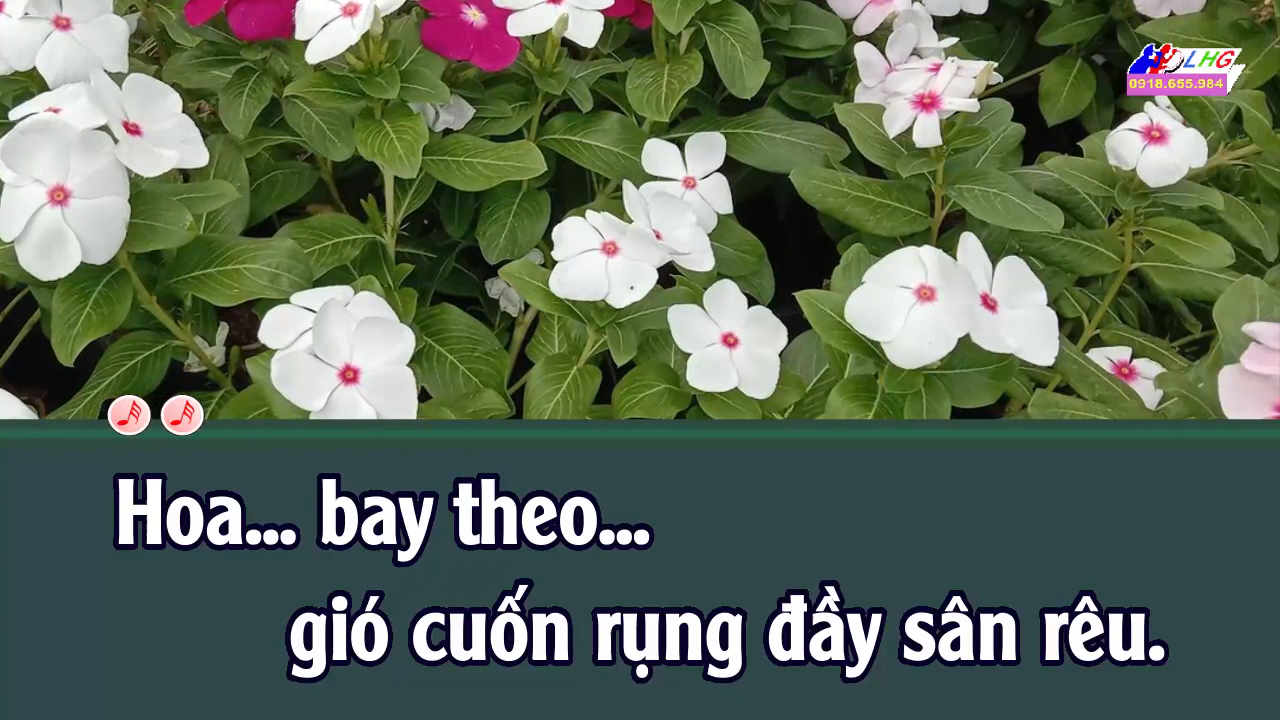 LHG
0918.655.984
Hoa... bay theo...
gió cuốn rụng đầy sân rêu.